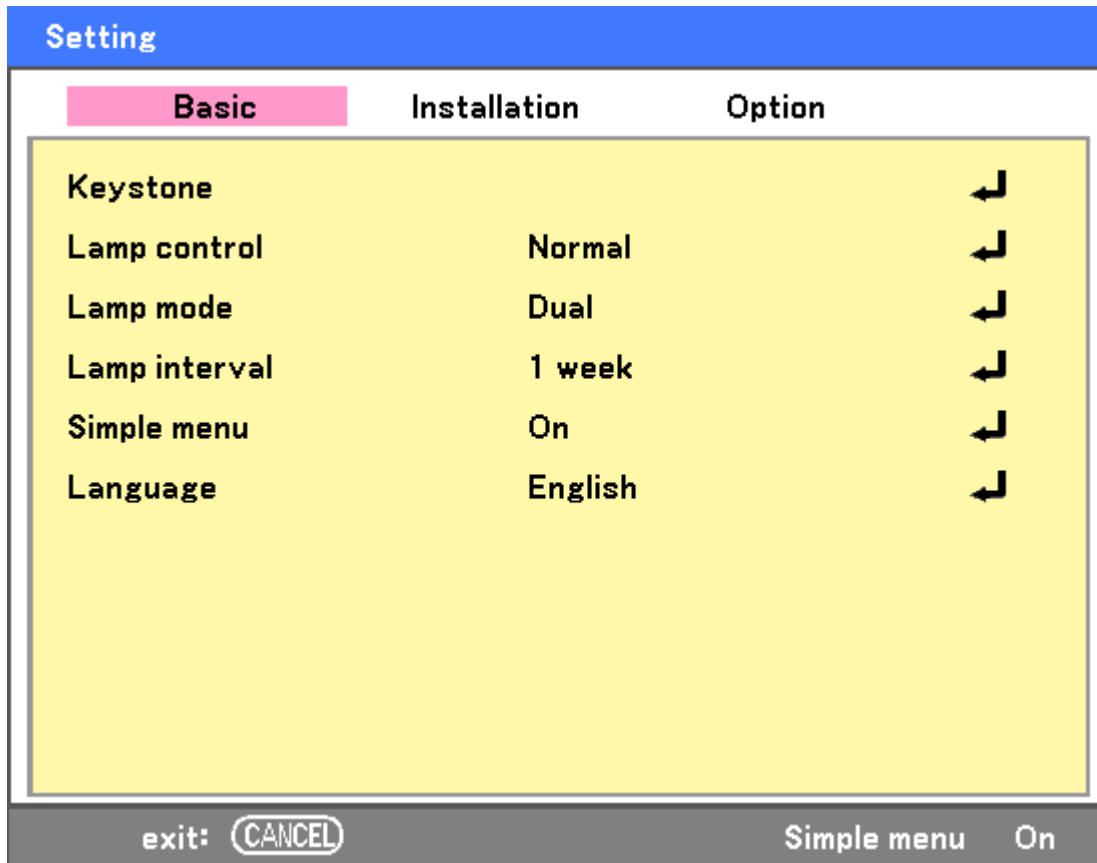 Setting
Basic Installation Option
Keystone
Lamp control Normal
Lamp mode Dual
Lamp interval 1 week
Simple menu On
Language English
exit: CANCEL Simple menu On